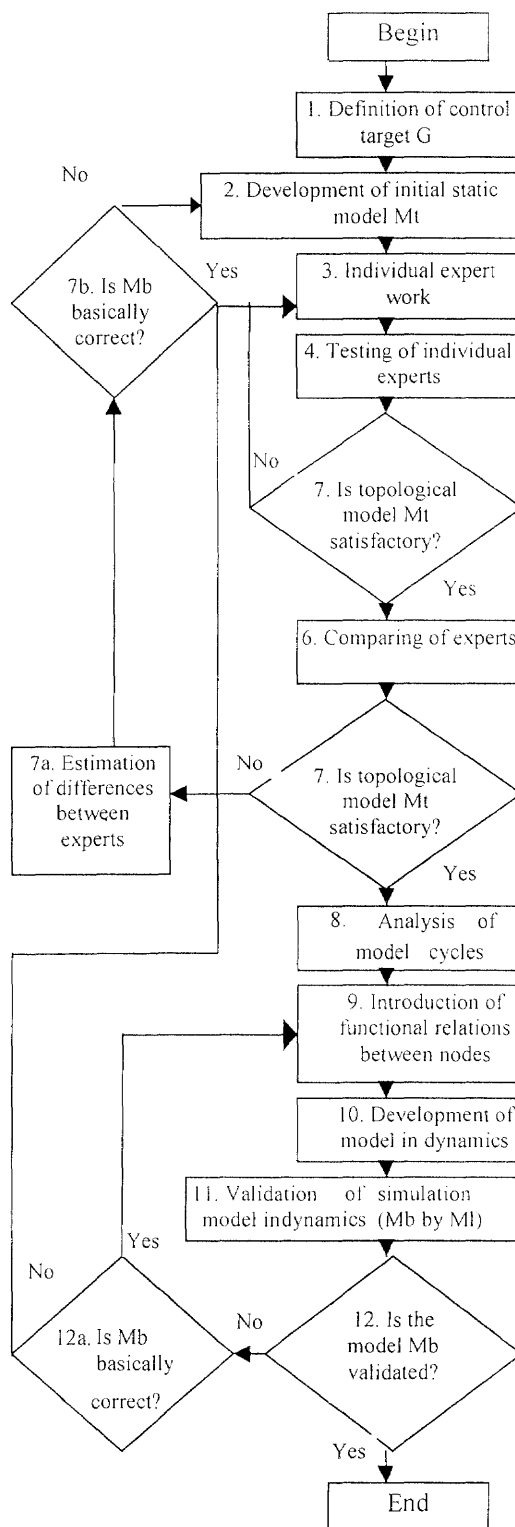 Begin
1. Definition of control
target G
No
2. Development of initial static
model Mt
Yes
7b. Is Mb
basically
correct?
3. Individual expert
work
4. Testing of individual
experts
No
7. Is topological
model Mt
satisfactory?
Yes
6. Comparing of experts
7a. Estimation
of differences
between
experts
No
7. Is topological
model Mt
satisfactory?
Yes
8. Analysis of
model cycles
9. Introduction of
functional relations
between nodes
10. Development of
model in dynamics
11. Validation of simulation
model indynamics (Mb by Ml)
Yes
No
12a. Is Mb
basically
correct?
No
12. Is the
model Mb
validated?
Yes
End